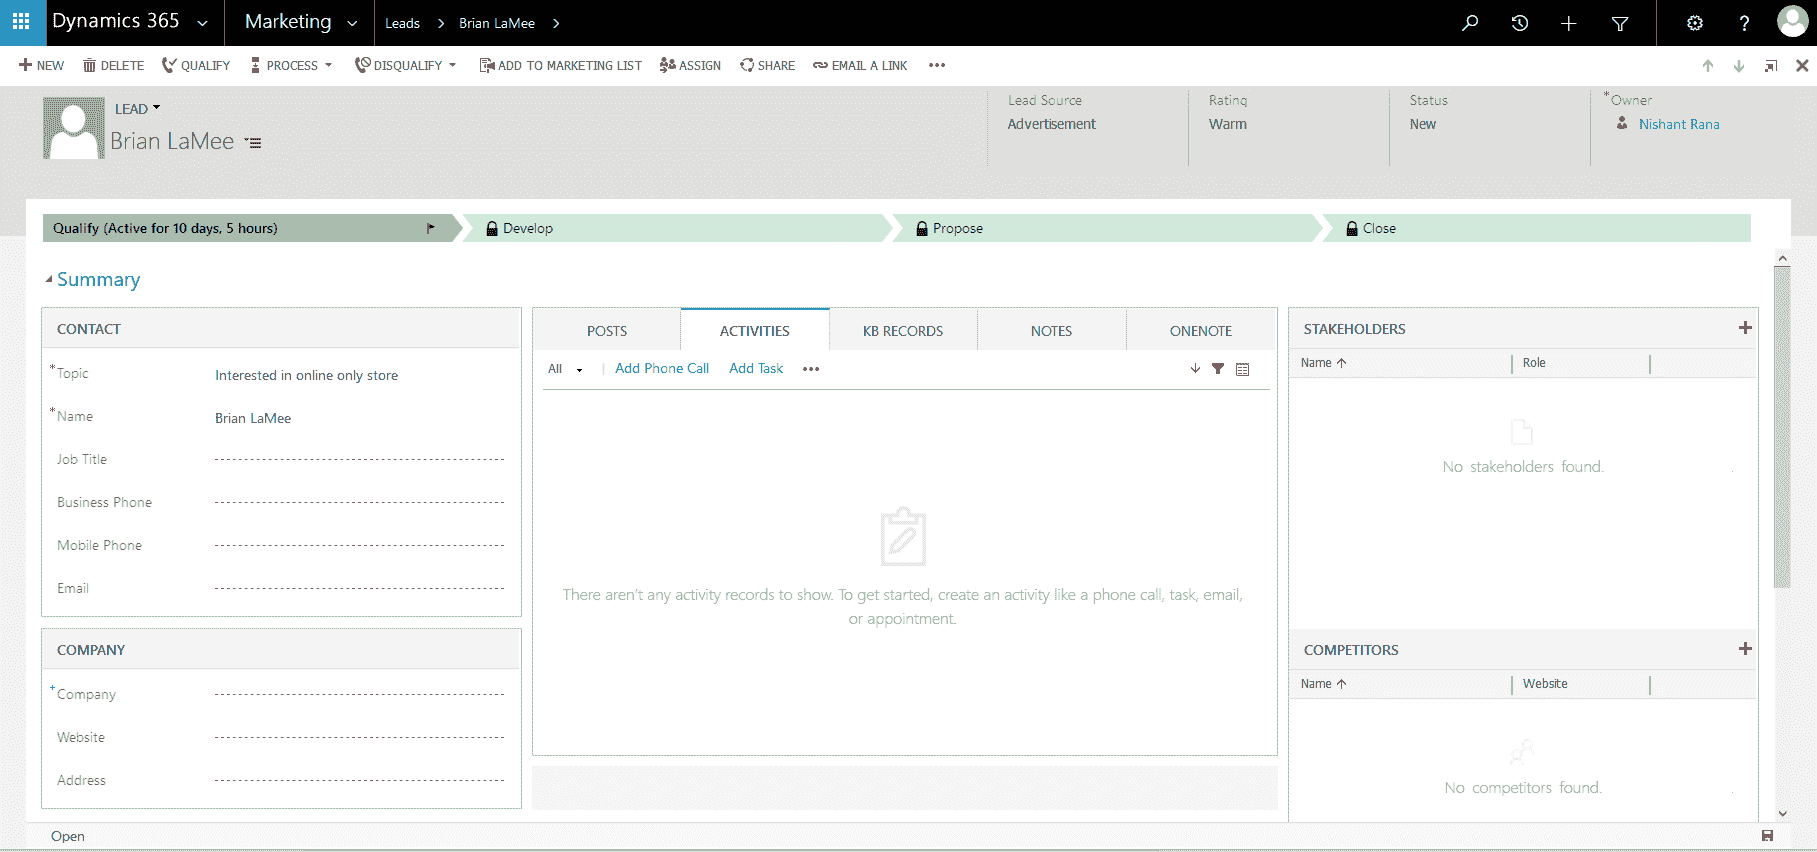 Dynamics 365 Marketing Leads > Brian LaMee > ?
+ NEW DELETE QUALIFY PROCESS DISQUALIFY ADD TO MARKETING LIST ASSIGN SHARE EMAIL A LINK •••
LEAD
Brian LaMee
Lead Source
Advertisement
Rating
Warm
Status
New
*Owner
Nishant Rana
Qualify (Active for 10 days, 5 hours) Develop Propose Close
Summary
CONTACT
*Topic Interested in online only store
*Name Brian LaMee
Job Title
Business Phone
Mobile Phone
Email
COMPANY
+Company
Website
Address
POSTS ACTIVITIES KB RECORDS NOTES ONENOTE
All Add Phone Call Add Task •••
There aren't any activity records to show. To get started, create an activity like a phone call, task, email,
or appointment.
STAKEHOLDERS +
Name ↑ Role
No stakeholders found.
COMPETITORS +
Name ↑ Website
No competitors found.
Open